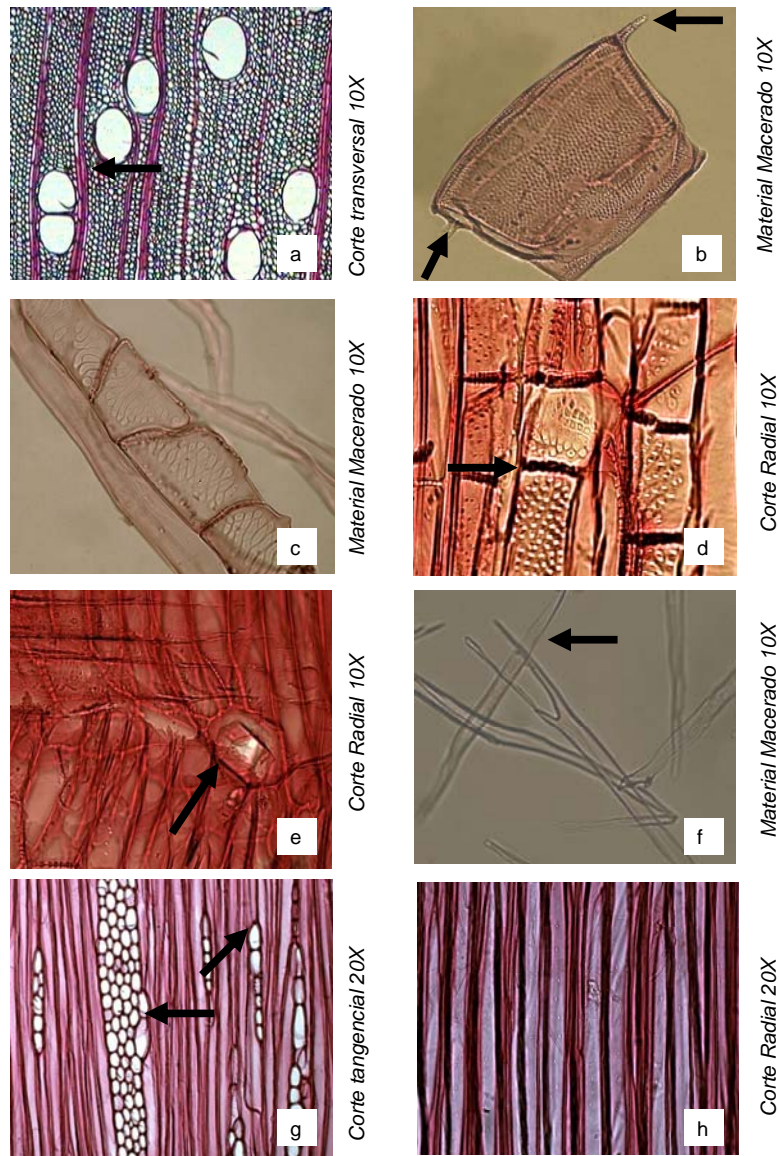 a
Corte transversal 10X
b
Material Macerado 10X
c
Material Macerado 10X
d
Corte Radial 10X
e
Corte Radial 10X
f
Material Macerado 10X
g
Corte tangencial 20X
h
Corte Radial 20X